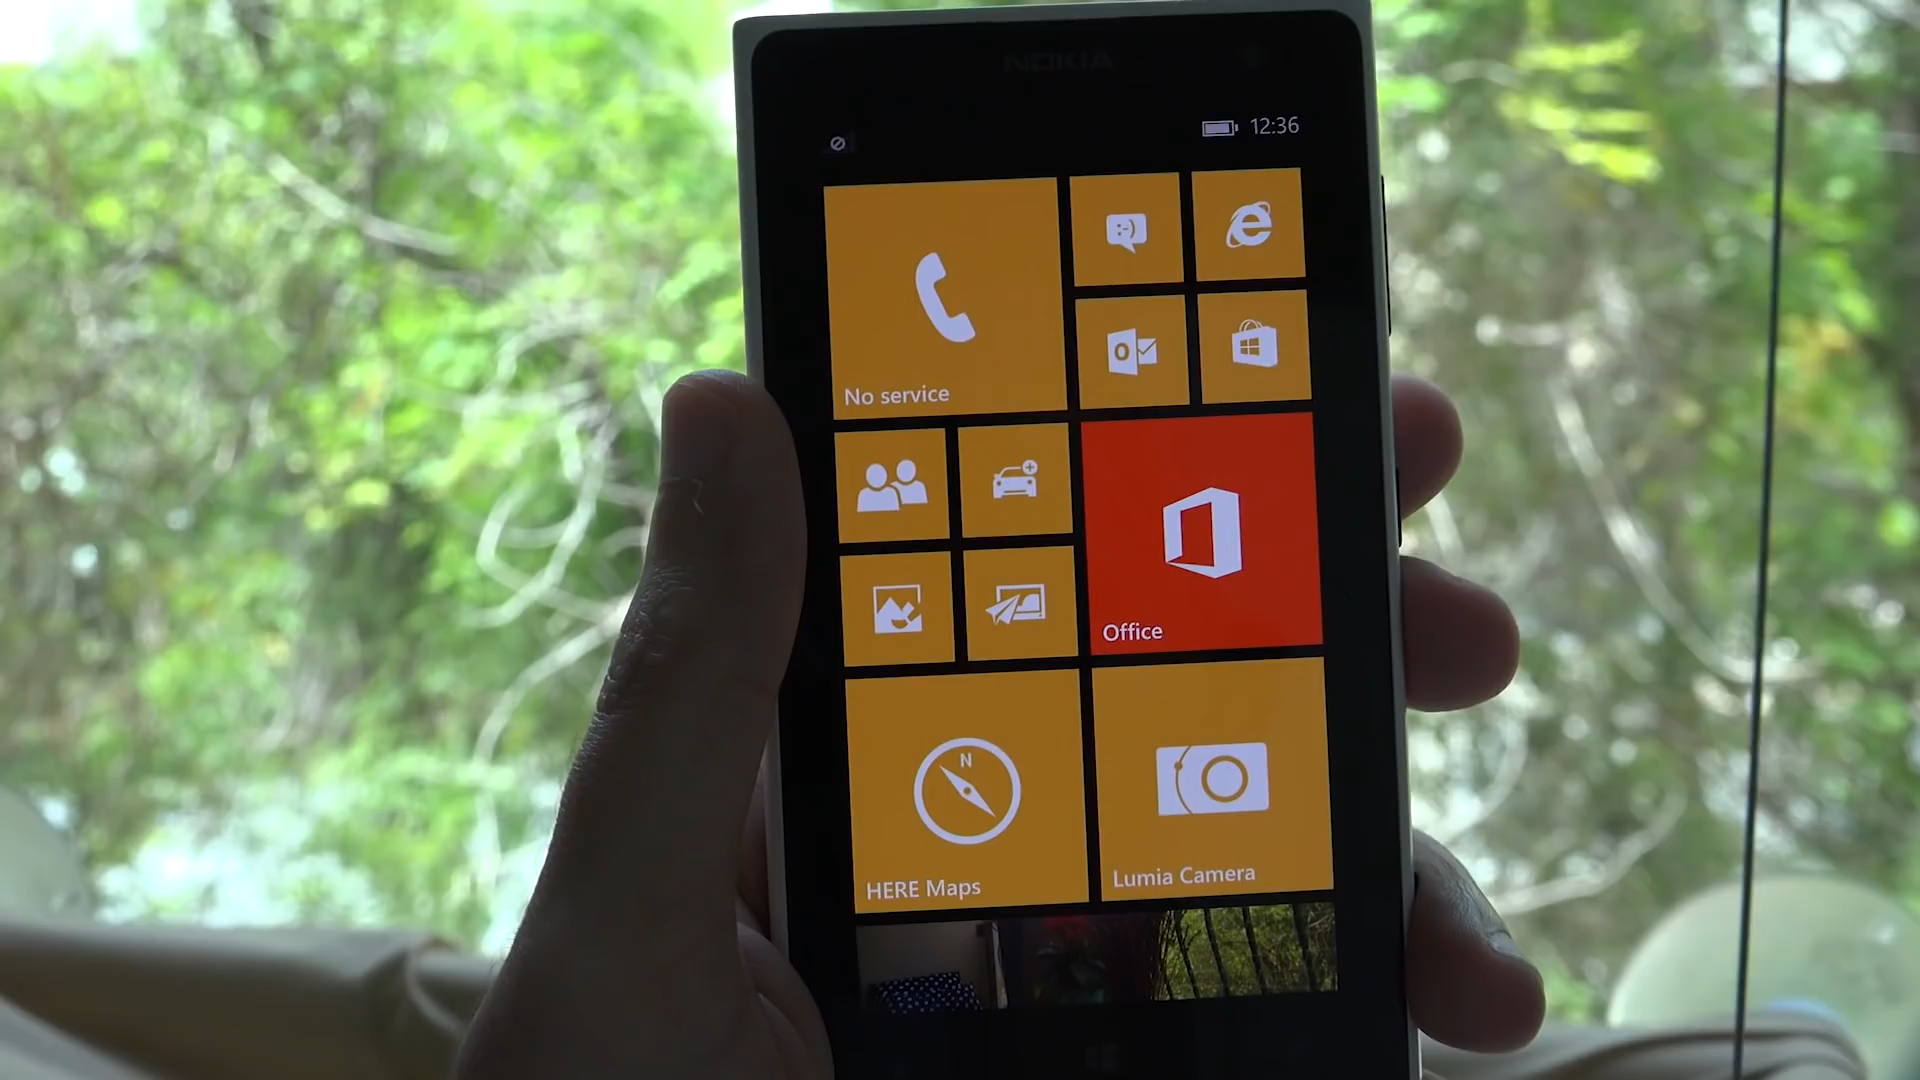 NOKIA
12:36
No service
Office
N
HERE Maps
Lumia Camera